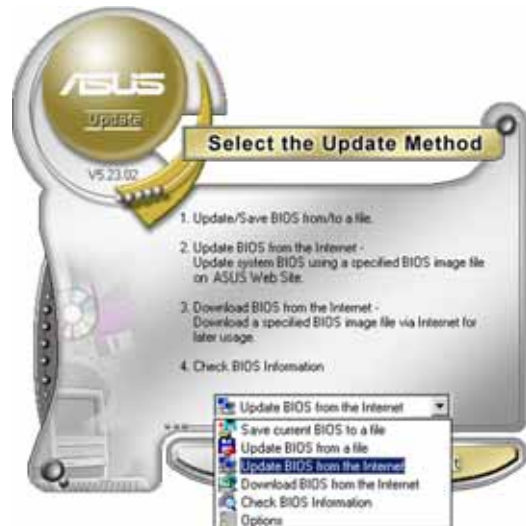 ASUS
Update
V5.23.02
Select the Update Method
1. Update/Save BIOS from/to a file.
2. Update BIOS from the Internet -
Update system BIOS using a specified BIOS image file
on ASUS Web Site.
3. Download BIOS from the Internet -
Download a specified BIOS image file via Internet for
later usage.
4. Check BIOS Information
Update BIOS from the Internet
Save current BIOS to a file
Update BIOS from a file
Update BIOS from the Internet
Download BIOS from the Internet
Check BIOS Information
Options